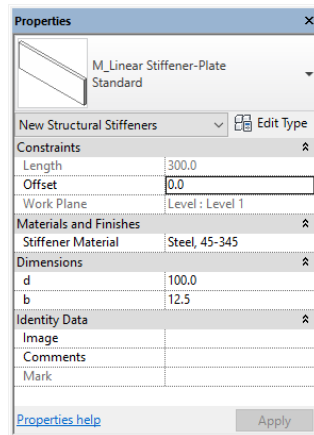 Properties
M_Linear Stiffener-Plate
Standard
New Structural Stiffeners Edit Type
Constraints
Length 300.0
Offset 0.0
Work Plane Level : Level 1
Materials and Finishes
Stiffener Material Steel, 45-345
Dimensions
d 100.0
b 12.5
Identity Data
Image
Comments
Mark
Properties help Apply